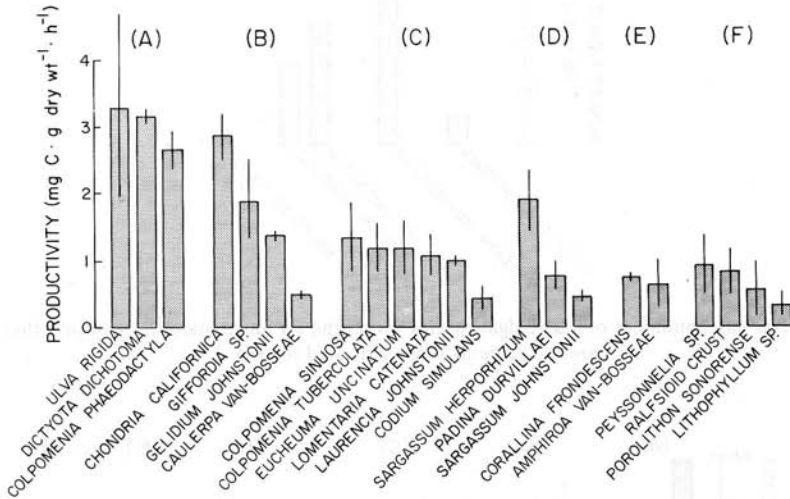 (A)
(B)
(C)
(D)
(E)
(F)
PRODUCTIVITY (mg C · g dry wt⁻¹ · h⁻¹)
4
3
2
1
0
ULVA RIGIDA
DICTYOTA DICHOTOMA
COLPOMENIA PHAEODACTYLA
CHONDRIA CALIFORNICA
GIFFORDIA SP.
GELIDIUM JOHNSTONII
CAULERPA VAN-BOSSEAE
COLPOMENIA SINUOSA
COLPOMENIA TUBERCULATA
EUCHEUMA UNCINATUM
LOMENTARIA CATENATA
LAURENCIA JOHNSTONII
CODIUM SIMULANS
SARGASSUM HERPORHIZUM
PADINA DURVILLAEI
SARGASSUM JOHNSTONII
CORALLINA FRONDESCENS
AMPHIROA VAN-BOSSEAE
PEYSSONNELIA SP.
RALFSIOID CRUST
POROLITHON SONORENSE
LITHOPHYLLUM SP.